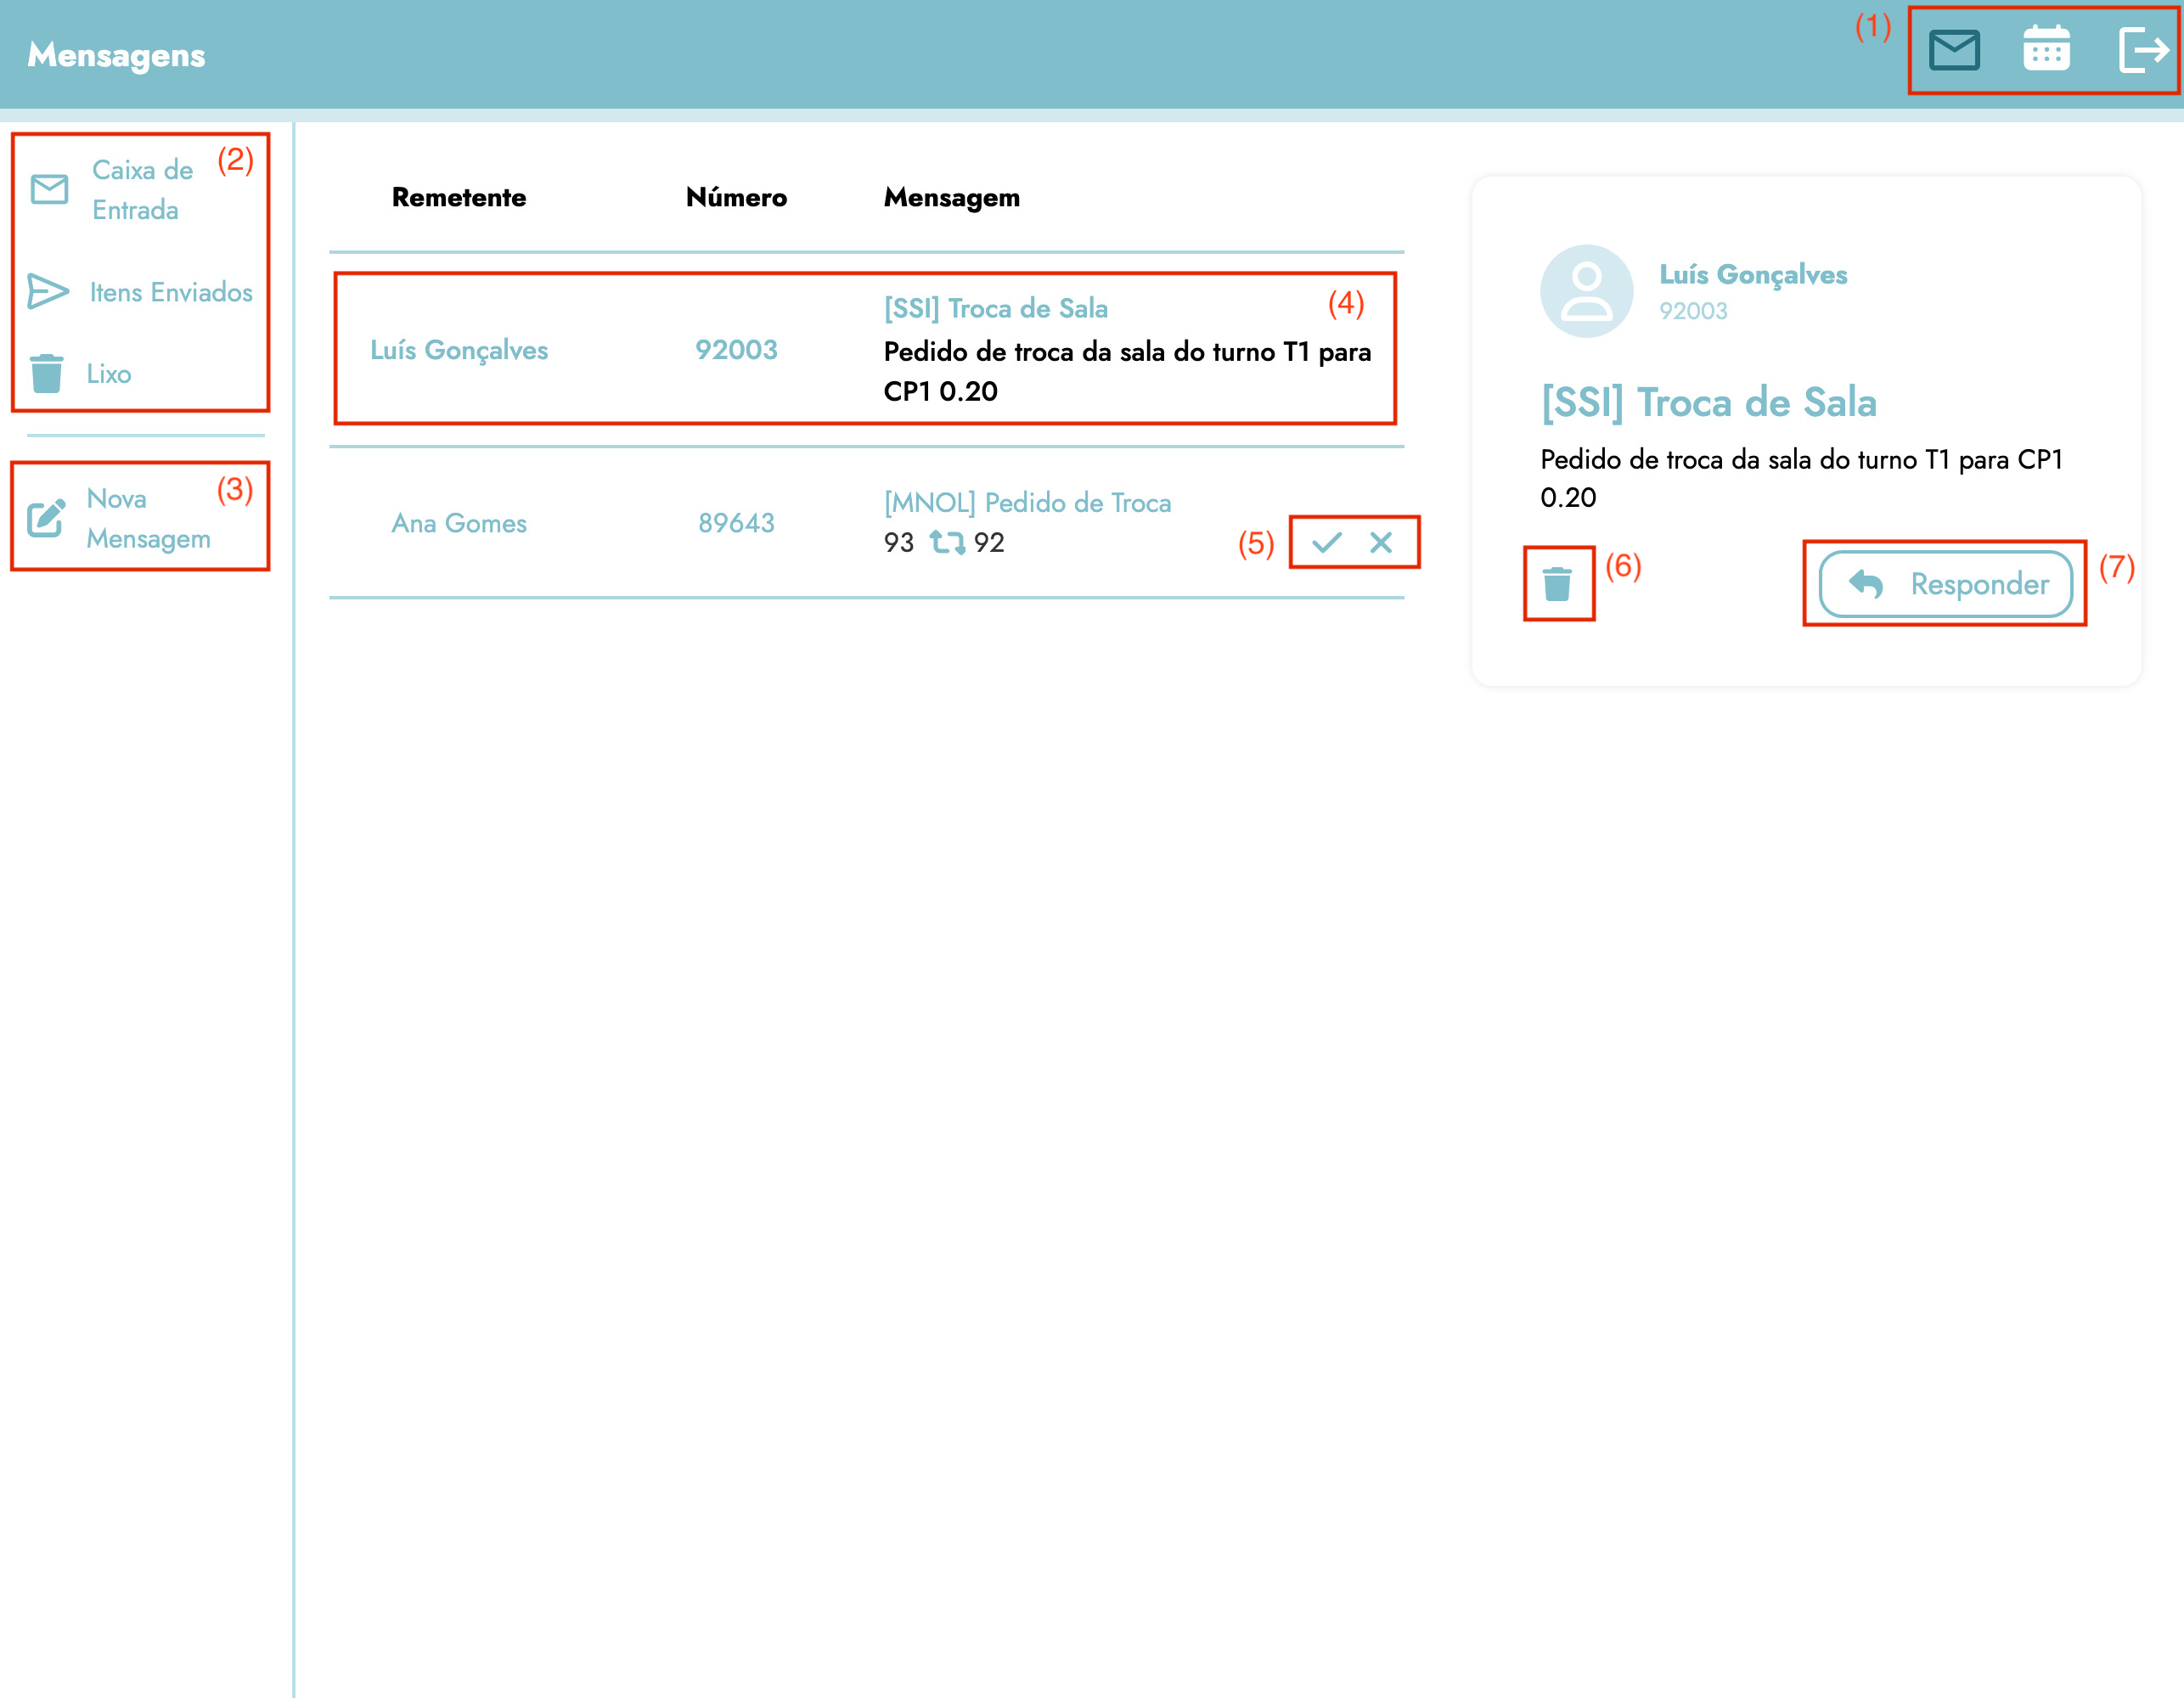 Mensagens
(1)
(2)
Caixa de
Entrada
Itens Enviados
Lixo
(3)
Nova
Mensagem
Remetente Número Mensagem
(4)
Luís Gonçalves 92003 [SSI] Troca de Sala
Pedido de troca da sala do turno T1 para
CP1 0.20
Ana Gomes 89643 [MNOL] Pedido de Troca
93 92
(5)
Luís Gonçalves
92003
[SSI] Troca de Sala
Pedido de troca da sala do turno T1 para CP1
0.20
(6)
Responder
(7)